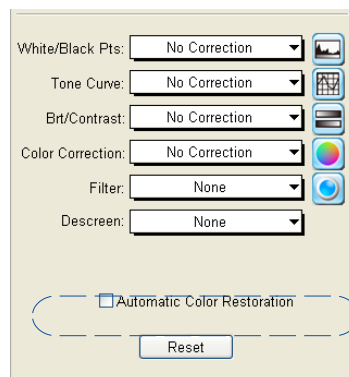 White/Black Pts: No Correction
Tone Curve: No Correction
Brt/Contrast: No Correction
Color Correction: No Correction
Filter: None
Descreen: None
Automatic Color Restoration
Reset